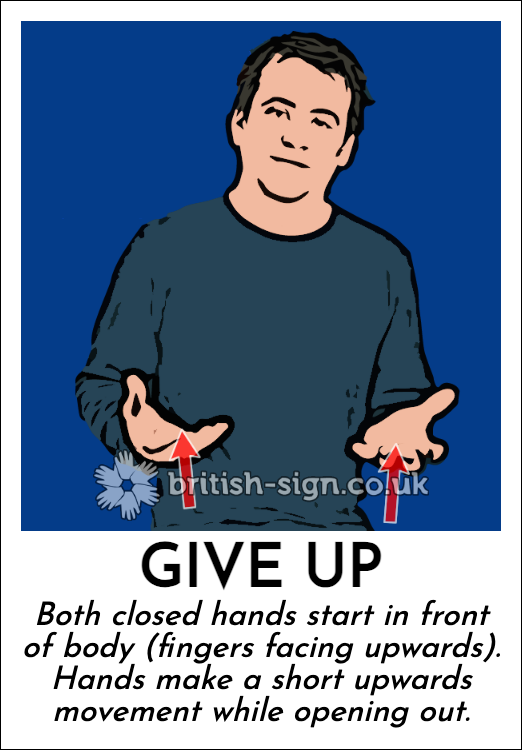 british-sign.co.uk
GIVE UP
Both closed hands start in front
of body (fingers facing upwards).
Hands make a short upwards
movement while opening out.